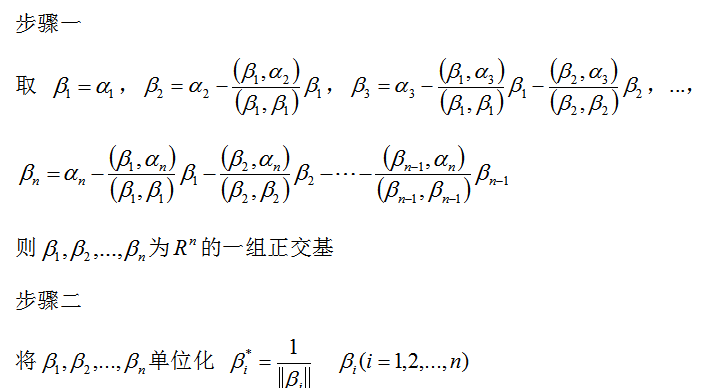 步骤一
取 β₁ = α₁, β₂ = α₂ − (β₁, α₂)/(β₁, β₁) β₁, β₃ = α₃ − (β₁, α₃)/(β₁, β₁) β₁ − (β₂, α₃)/(β₂, β₂) β₂, ...,
βₙ = αₙ − (β₁, αₙ)/(β₁, β₁) β₁ − (β₂, αₙ)/(β₂, β₂) β₂ − ⋯ − (βₙ₋₁, αₙ)/(βₙ₋₁, βₙ₋₁) βₙ₋₁
则 β₁, β₂, ..., βₙ 为 Rⁿ 的一组正交基
步骤二
将 β₁, β₂, ..., βₙ 单位化 βᵢ* = 1/‖βᵢ‖ βᵢ (i = 1,2,...,n)